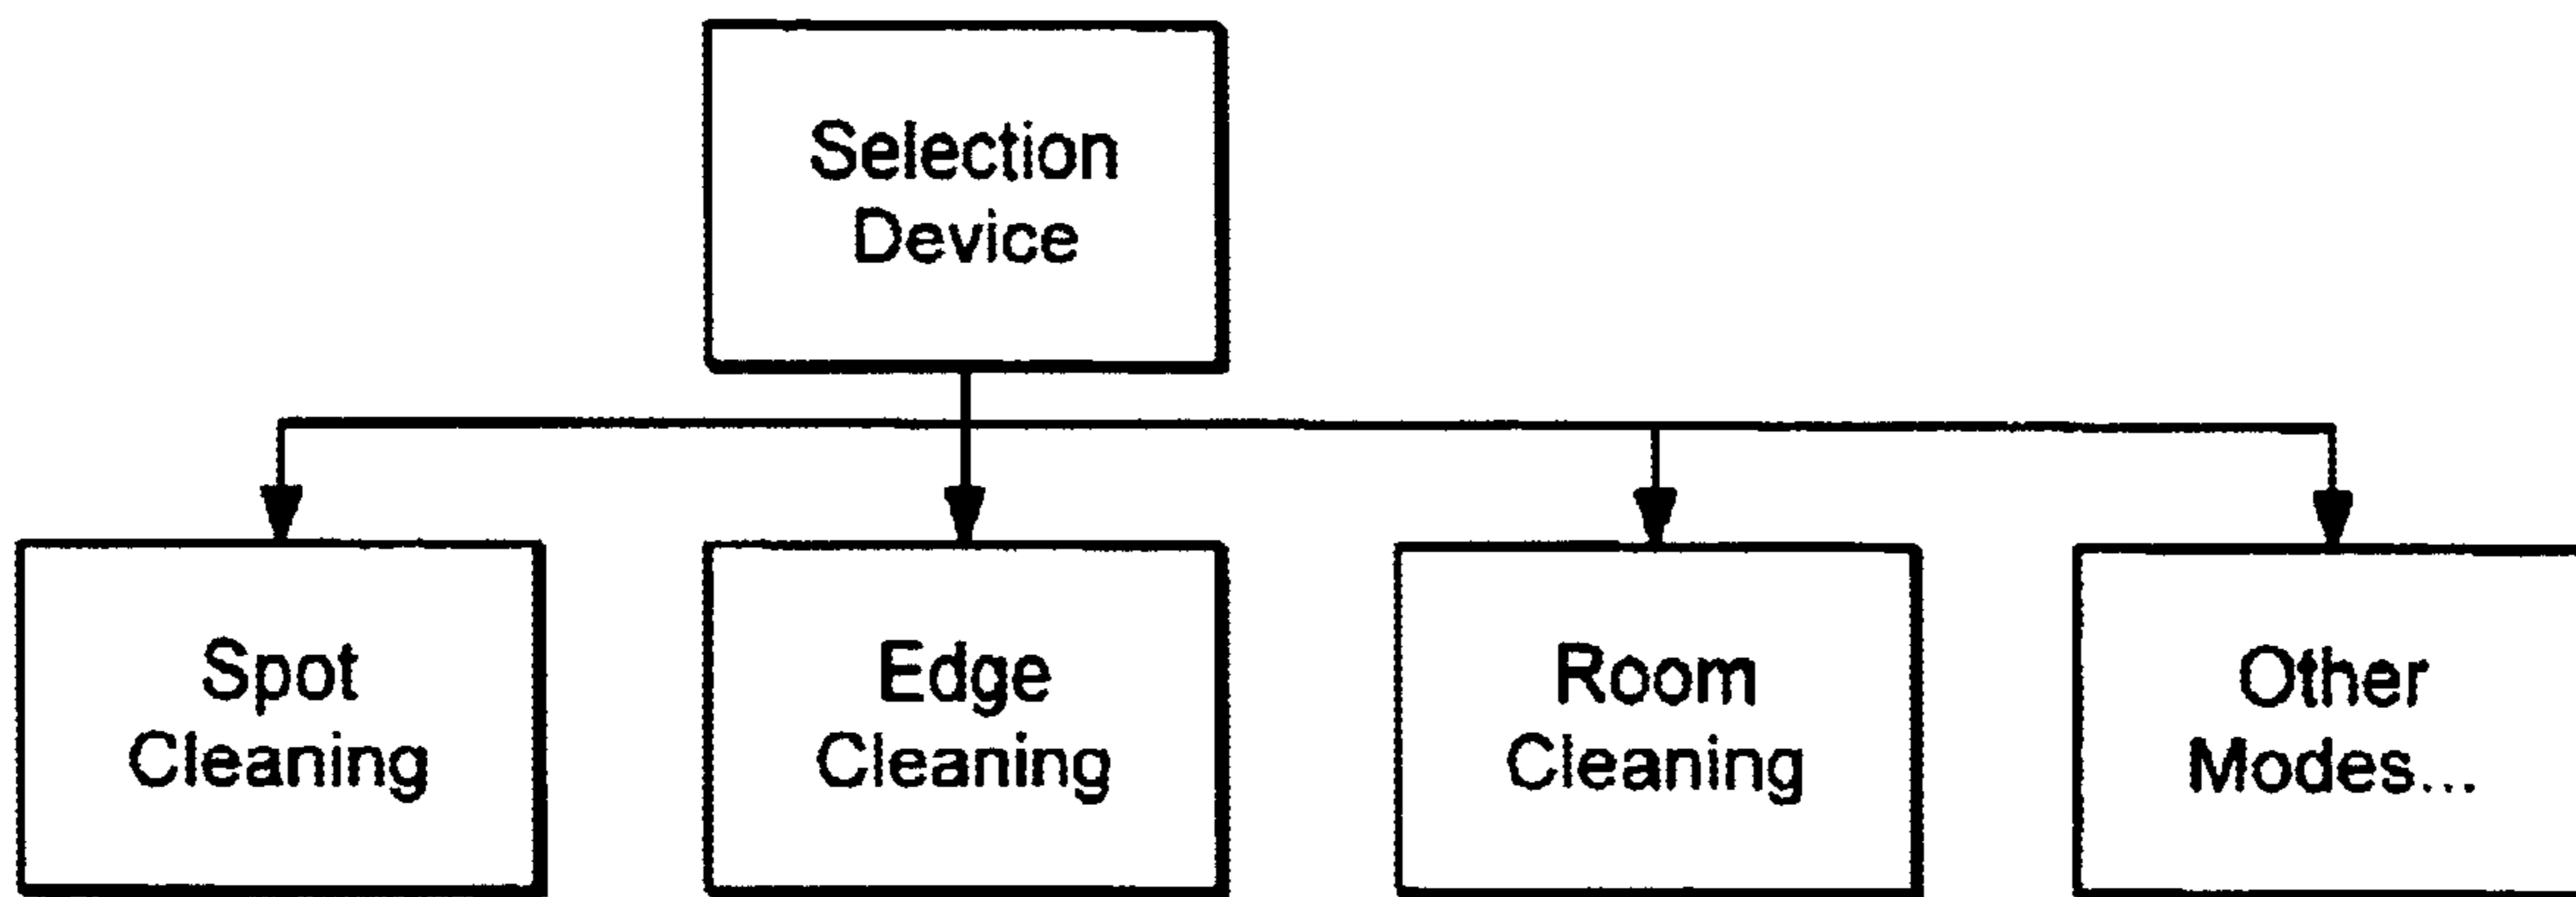 Selection
Device
Spot
Cleaning
Edge
Cleaning
Room
Cleaning
Other
Modes...